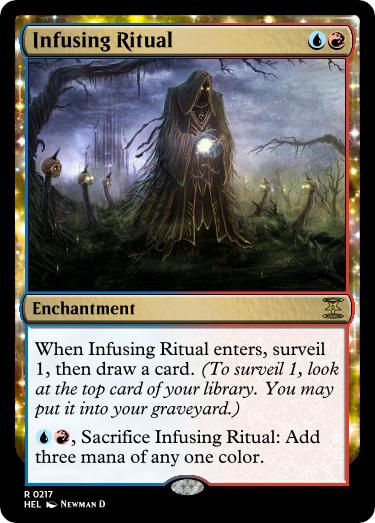 Infusing Ritual
Enchantment
When Infusing Ritual enters, surveil
1, then draw a card. (To surveil 1, look
at the top card of your library. You may
put it into your graveyard.)
, Sacrifice Infusing Ritual: Add
three mana of any one color.
R 0217
HEL Newman D